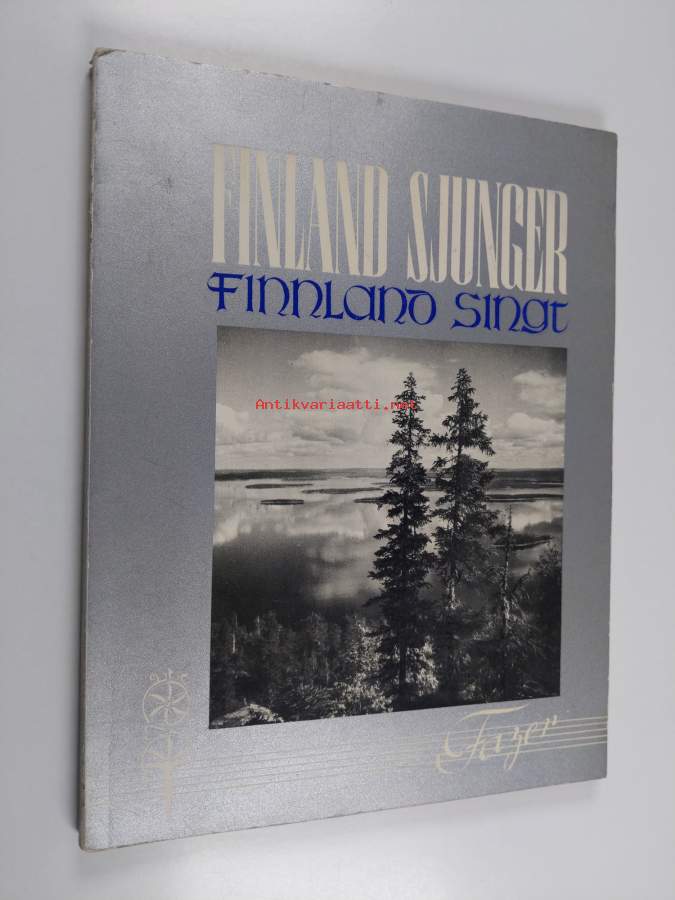 FINLAND SJUNGER
FINNLAND SINGT
Antikvariaatti.net
Fazer